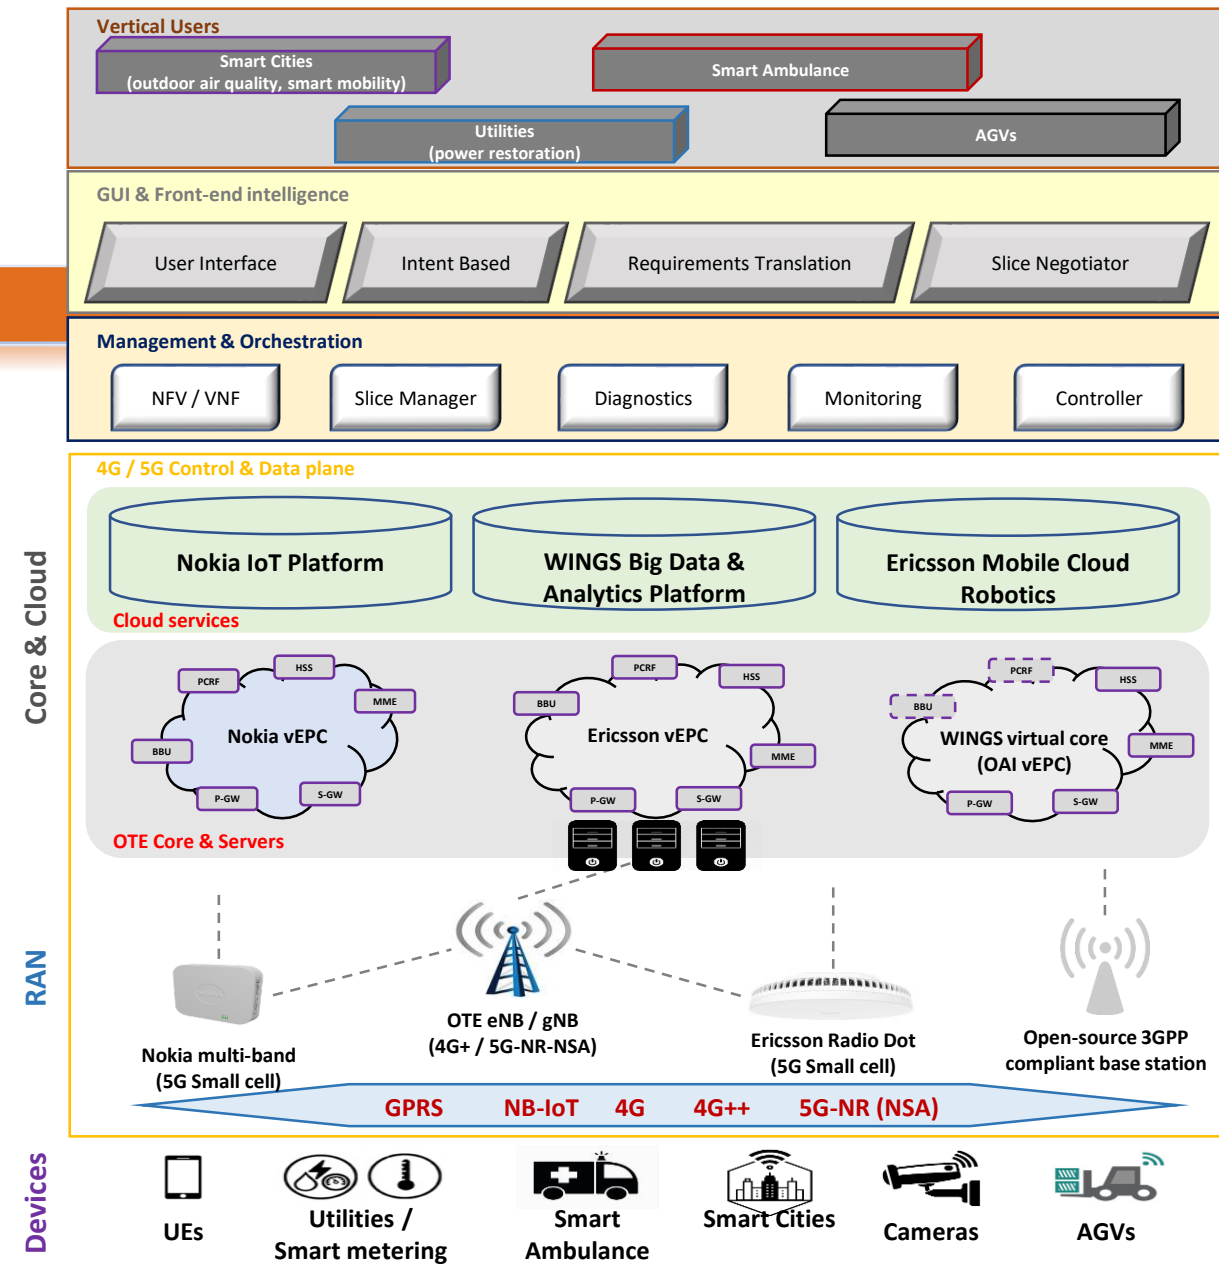 Vertical Users
Smart Cities
(outdoor air quality, smart mobility)
Smart Ambulance
Utilities
(power restoration)
AGVs
GUI & Front-end intelligence
User Interface
Intent Based
Requirements Translation
Slice Negotiator
Management & Orchestration
NFV / VNF
Slice Manager
Diagnostics
Monitoring
Controller
Core & Cloud
4G / 5G Control & Data plane
Nokia IoT Platform
WINGS Big Data &
Analytics Platform
Ericsson Mobile Cloud
Robotics
Cloud services
PCRF
HSS
MME
BBU
Nokia vEPC
P-GW
S-GW
PCRF
HSS
BBU
Ericsson vEPC
MME
P-GW
S-GW
PCRF
HSS
BBU
WINGS virtual core
(OAI vEPC)
MME
P-GW
S-GW
OTE Core & Servers
RAN
Nokia multi-band
(5G Small cell)
OTE eNB / gNB
(4G+ / 5G-NR-NSA)
Ericsson Radio Dot
(5G Small cell)
Open-source 3GPP
compliant base station
GPRS
NB-IoT
4G
4G++
5G-NR (NSA)
Devices
UEs
Utilities /
Smart metering
Smart
Ambulance
Smart Cities
Cameras
AGVs